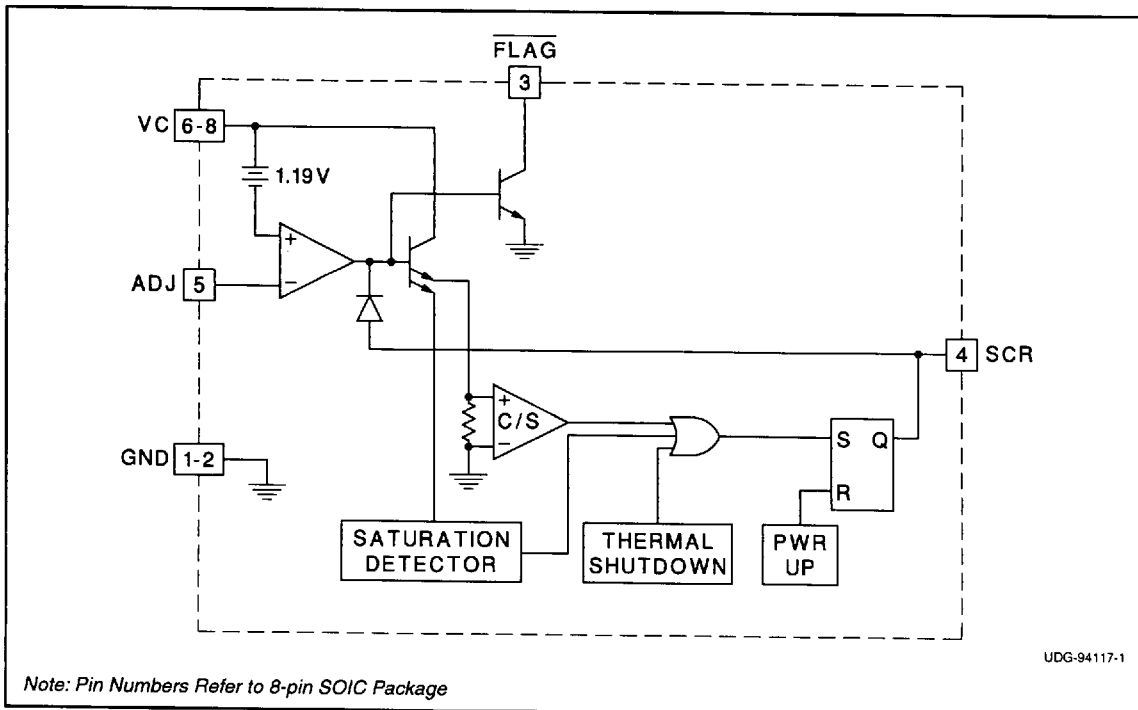 FLAG
3
VC 6-8
1.19V
+
−
ADJ 5
4 SCR
+
C/S
−
S Q
R
GND 1-2
SATURATION
DETECTOR
THERMAL
SHUTDOWN
PWR
UP
UDG-94117-1
Note: Pin Numbers Refer to 8-pin SOIC Package